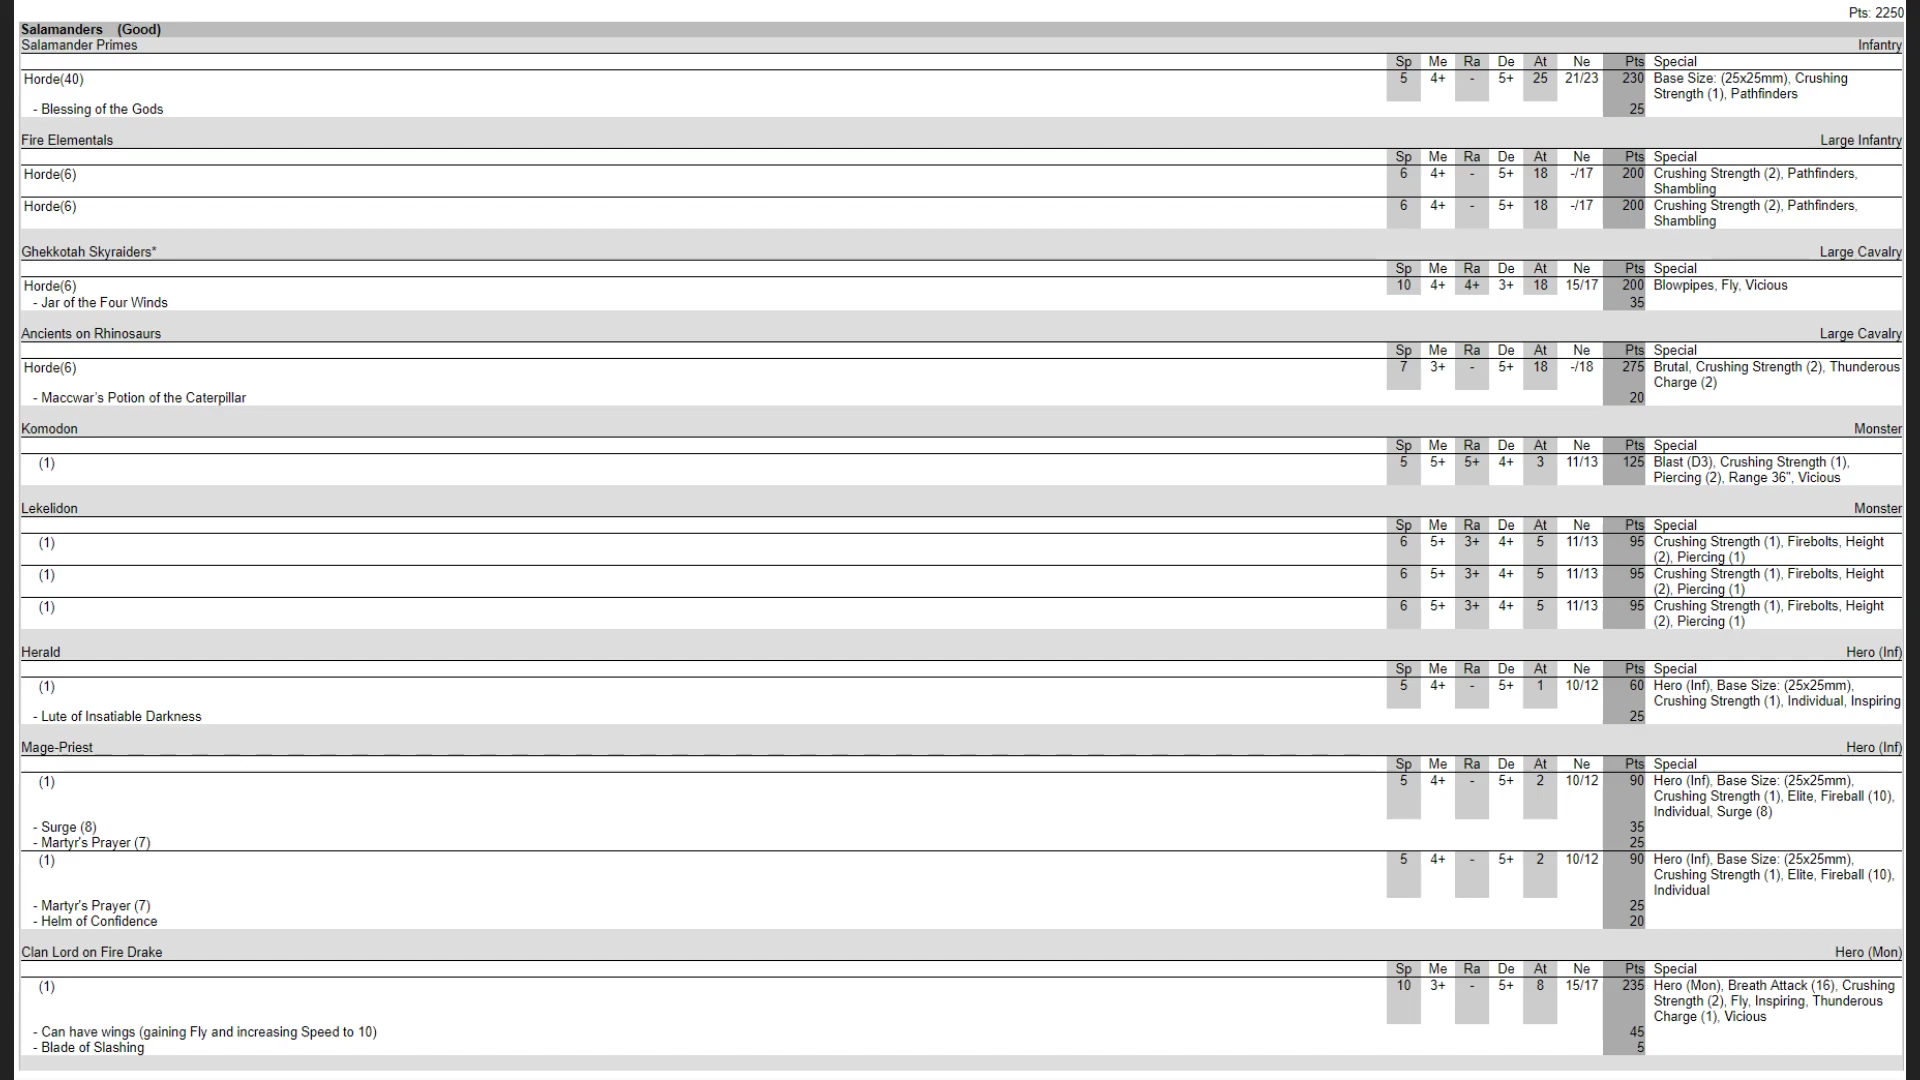 Pts: 2250
Salamanders (Good)
Salamander Primes Infantry
Sp Me Ra De At Ne Pts Special
Horde(40) 5 4+ - 5+ 25 21/23 230 Base Size: (25x25mm), Crushing
Strength (1), Pathfinders
- Blessing of the Gods 25
Fire Elementals Large Infantry
Sp Me Ra De At Ne Pts Special
Horde(6) 6 4+ - 5+ 18 -/17 200 Crushing Strength (2), Pathfinders,
Shambling
Horde(6) 6 4+ - 5+ 18 -/17 200 Crushing Strength (2), Pathfinders,
Shambling
Ghekkotah Skyraiders* Large Cavalry
Sp Me Ra De At Ne Pts Special
Horde(6) 10 4+ 4+ 3+ 18 15/17 200 Blowpipes, Fly, Vicious
- Jar of the Four Winds 35
Ancients on Rhinosaurs Large Cavalry
Sp Me Ra De At Ne Pts Special
Horde(6) 7 3+ - 5+ 18 -/18 275 Brutal, Crushing Strength (2), Thunderous
Charge (2)
- Maccwar's Potion of the Caterpillar 20
Komodon Monster
Sp Me Ra De At Ne Pts Special
(1) 5 5+ 5+ 4+ 3 11/13 125 Blast (D3), Crushing Strength (1),
Piercing (2), Range 36", Vicious
Lekelidon Monster
Sp Me Ra De At Ne Pts Special
(1) 6 5+ 3+ 4+ 5 11/13 95 Crushing Strength (1), Firebolts, Height
(2), Piercing (1)
(1) 6 5+ 3+ 4+ 5 11/13 95 Crushing Strength (1), Firebolts, Height
(2), Piercing (1)
(1) 6 5+ 3+ 4+ 5 11/13 95 Crushing Strength (1), Firebolts, Height
(2), Piercing (1)
Herald Hero (Inf)
Sp Me Ra De At Ne Pts Special
(1) 5 4+ - 5+ 1 10/12 60 Hero (Inf), Base Size: (25x25mm),
Crushing Strength (1), Individual, Inspiring
- Lute of Insatiable Darkness 25
Mage-Priest Hero (Inf)
Sp Me Ra De At Ne Pts Special
(1) 5 4+ - 5+ 2 10/12 90 Hero (Inf), Base Size: (25x25mm),
Crushing Strength (1), Elite, Fireball (10),
Individual, Surge (8)
- Surge (8) 35
- Martyr's Prayer (7) 25
(1) 5 4+ - 5+ 2 10/12 90 Hero (Inf), Base Size: (25x25mm),
Crushing Strength (1), Elite, Fireball (10),
Individual
- Martyr's Prayer (7) 25
- Helm of Confidence 20
Clan Lord on Fire Drake Hero (Mon)
Sp Me Ra De At Ne Pts Special
(1) 10 3+ - 5+ 8 15/17 235 Hero (Mon), Breath Attack (16), Crushing
Strength (2), Fly, Inspiring, Thunderous
Charge (1), Vicious
- Can have wings (gaining Fly and increasing Speed to 10) 45
- Blade of Slashing 5